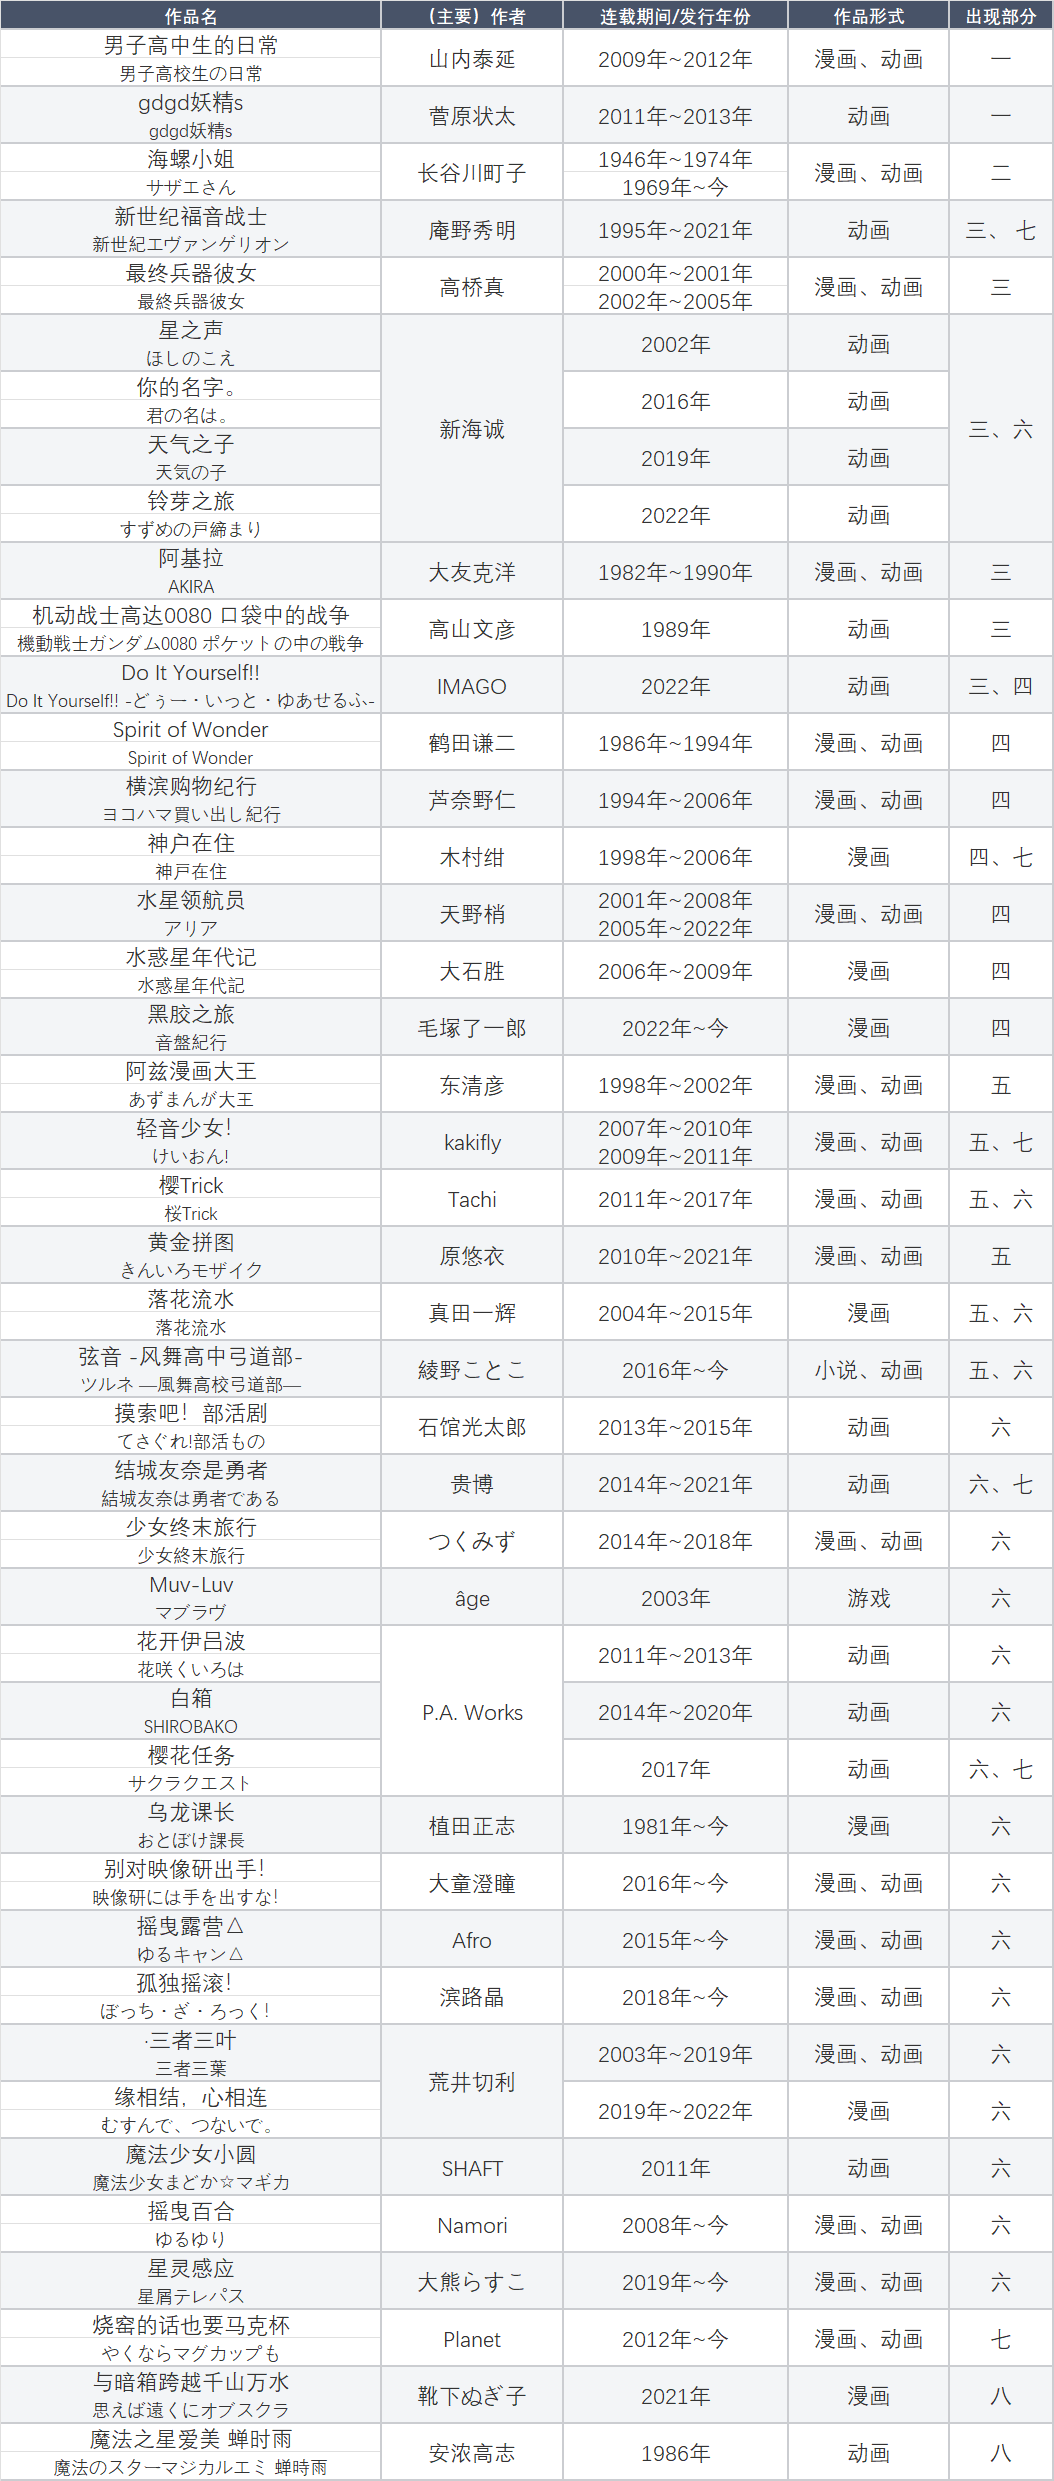 作品名 （主要）作者 连载期间/发行年份 作品形式 出现部分
男子高中生的日常
男子高校生の日常
山内泰延 2009年~2012年 漫画、动画 一
gdgd妖精s
gdgd妖精s
菅原状太 2011年~2013年 动画 一
海螺小姐
サザエさん
长谷川町子
1946年~1974年
1969年~今
漫画、动画 二
新世纪福音战士
新世紀エヴァンゲリオン
庵野秀明 1995年~2021年 动画 三、七
最终兵器彼女
最終兵器彼女
高桥真
2000年~2001年
2002年~2005年
漫画、动画 三
星之声
ほしのこえ
2002年 动画
你的名字。
君の名は。
2016年 动画
新海诚 三、六
天气之子
天気の子
2019年 动画
铃芽之旅
すずめの戸締まり
2022年 动画
阿基拉
AKIRA
大友克洋 1982年~1990年 漫画、动画 三
机动战士高达0080 口袋中的战争
機動戦士ガンダム0080 ポケットの中の戦争
高山文彦 1989年 动画 三
Do It Yourself!!
Do It Yourself!! -どぅー・いっと・ゆあせるふ-
IMAGO 2022年 动画 三、四
Spirit of Wonder
Spirit of Wonder
鹤田谦二 1986年~1994年 漫画、动画 四
横滨购物纪行
ヨコハマ買い出し紀行
芦奈野仁 1994年~2006年 漫画、动画 四
神户在住
神戸在住
木村绀 1998年~2006年 漫画 四、七
水星领航员
アリア
天野梢
2001年~2008年
2005年~2022年
漫画、动画 四
水惑星年代记
水惑星年代記
大石胜 2006年~2009年 漫画 四
黑胶之旅
音盤紀行
毛塚了一郎 2022年~今 漫画 四
阿兹漫画大王
あずまんが大王
东清彦 1998年~2002年 漫画、动画 五
轻音少女！
けいおん!
kakifly
2007年~2010年
2009年~2011年
漫画、动画 五、七
樱Trick
桜Trick
Tachi 2011年~2017年 漫画、动画 五、六
黄金拼图
きんいろモザイク
原悠衣 2010年~2021年 漫画、动画 五
落花流水
落花流水
真田一辉 2004年~2015年 漫画 五、六
弦音 -风舞高中弓道部-
ツルネ —風舞高校弓道部—
綾野ことこ 2016年~今 小说、动画 五、六
摸索吧！部活剧
てさぐれ!部活もの
石馆光太郎 2013年~2015年 动画 六
结城友奈是勇者
結城友奈は勇者である
贵博 2014年~2021年 动画 六、七
少女终末旅行
少女終末旅行
つくみず 2014年~2018年 漫画、动画 六
Muv-Luv
マブラヴ
âge 2003年 游戏 六
花开伊吕波
花咲くいろは
2011年~2013年 动画 六
白箱
SHIROBAKO
P.A. Works 2014年~2020年 动画 六
樱花任务
サクラクエスト
2017年 动画 六、七
乌龙课长
おとぼけ課長
植田正志 1981年~今 漫画 六
别对映像研出手！
映像研には手を出すな!
大童澄瞳 2016年~今 漫画、动画 六
摇曳露营△
ゆるキャン△
Afro 2015年~今 漫画、动画 六
孤独摇滚！
ぼっち・ざ・ろっく!
滨路晶 2018年~今 漫画、动画 六
·三者三叶
三者三葉
2003年~2019年 漫画、动画 六
荒井切利
缘相结，心相连
むすんで、つないで。
2019年~2022年 漫画 六
魔法少女小圆
魔法少女まどか☆マギカ
SHAFT 2011年 动画 六
摇曳百合
ゆるゆり
Namori 2008年~今 漫画、动画 六
星灵感应
星屑テレパス
大熊らすこ 2019年~今 漫画、动画 六
烧窑的话也要马克杯
やくならマグカップも
Planet 2012年~今 漫画、动画 七
与暗箱跨越千山万水
思えば遠くにオブスクラ
靴下ぬぎ子 2021年 漫画 八
魔法之星爱美 蝉时雨
魔法のスターマジカルエミ 蝉時雨
安浓高志 1986年 动画 八